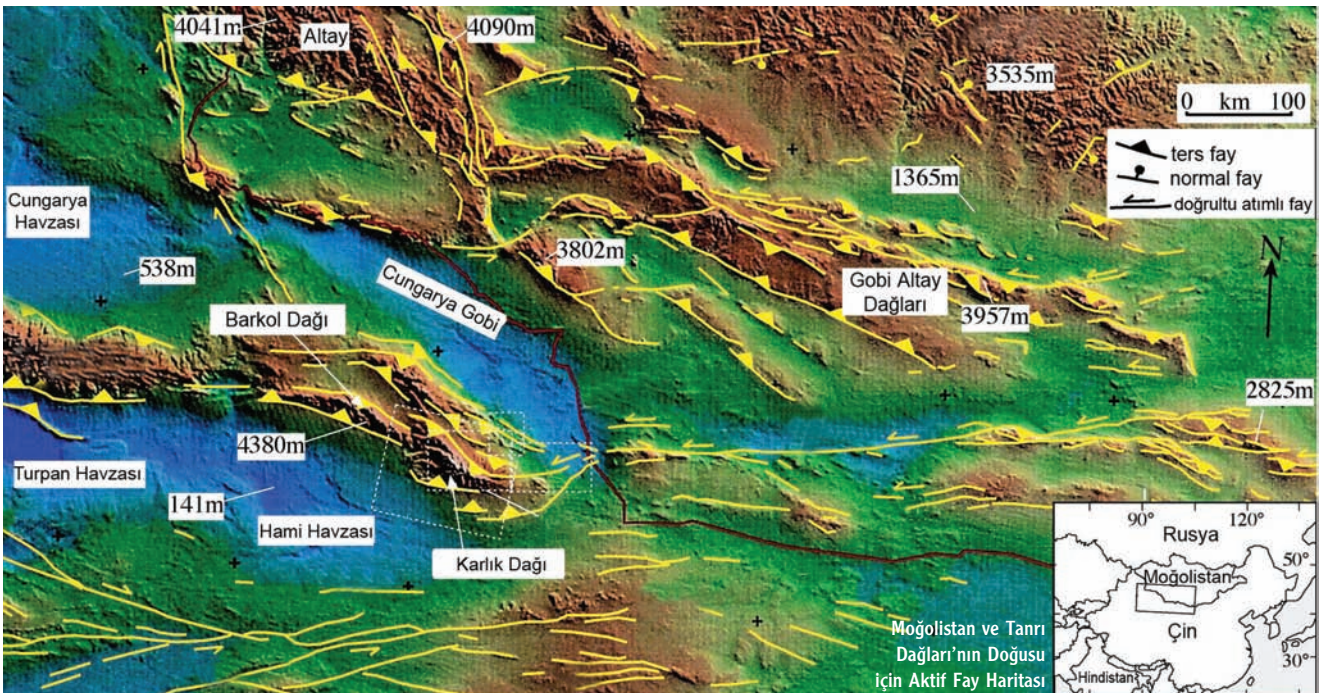 4041m
Altay
4090m
3535m
0 km 100
ters fay
normal fay
doğrultu atımlı fay
1365m
N
Cungarya
Havzası
538m
3802m
Cungarya Gobi
Gobi Altay
Dağları
3957m
Barkol Dağı
2825m
4380m
Turpan Havzası
141m
Hami Havzası
Karlık Dağı
90° 120°
Rusya
50°
Moğolistan
Çin
30°
Hindistan
Moğolistan ve Tanrı
Dağları'nın Doğusu
için Aktif Fay Haritası